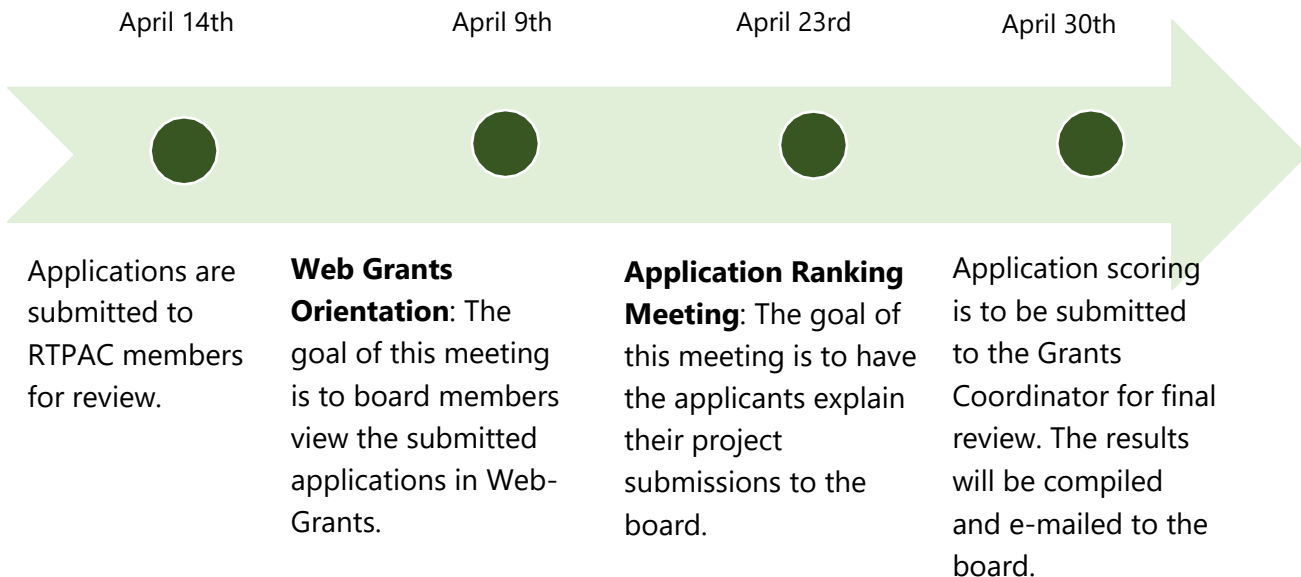 April 14th
April 9th
April 23rd
April 30th
Applications are
submitted to
RTPAC members
for review.
Web Grants
Orientation: The
goal of this meeting
is to board members
view the submitted
applications in Web-
Grants.
Application Ranking
Meeting: The goal of
this meeting is to have
the applicants explain
their project
submissions to the
board.
Application scoring
is to be submitted
to the Grants
Coordinator for final
review. The results
will be compiled
and e-mailed to the
board.